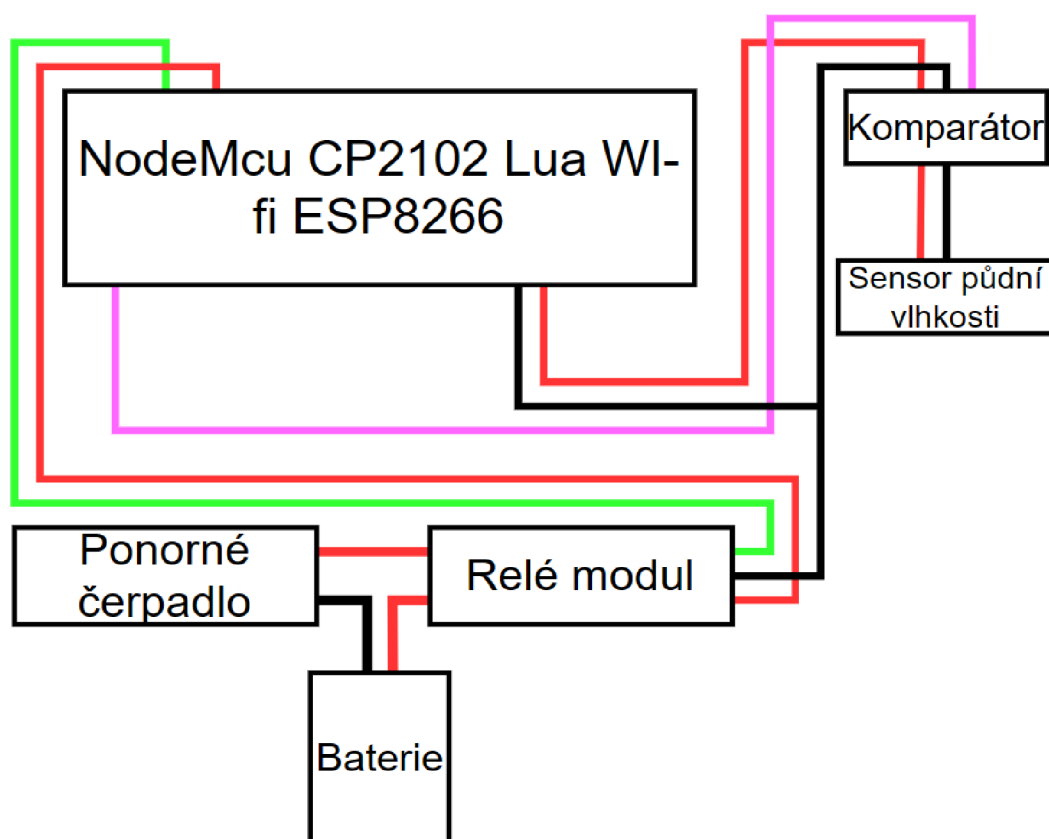 NodeMcu CP2102 Lua WI-
fi ESP8266
Komparátor
Sensor půdní
vlhkosti
Ponorné
čerpadlo
Relé modul
Baterie